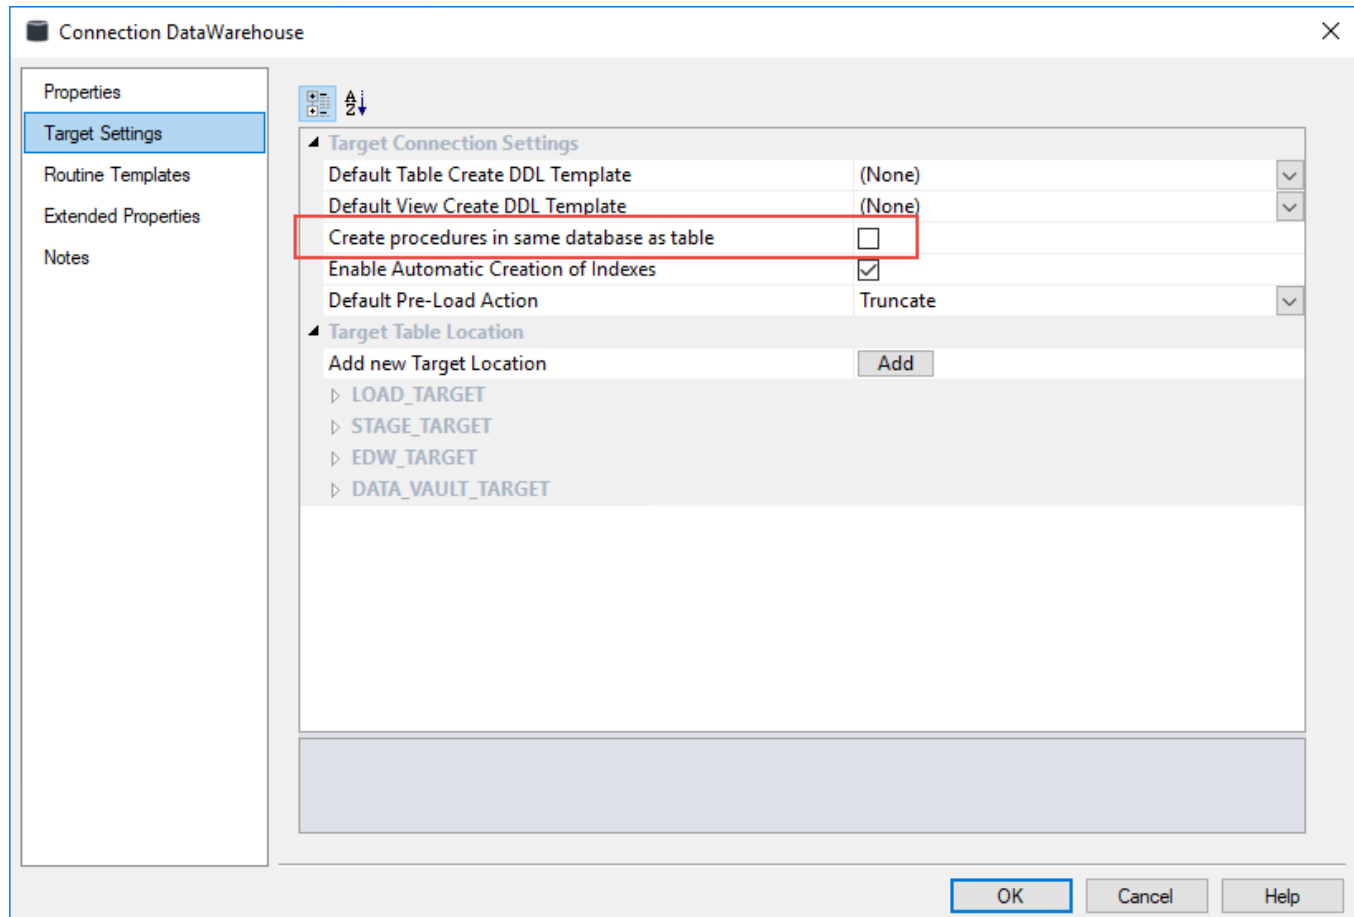 Connection DataWarehouse
Properties
Target Settings
Routine Templates
Extended Properties
Notes
Target Connection Settings
Default Table Create DDL Template (None)
Default View Create DDL Template (None)
Create procedures in same database as table
Enable Automatic Creation of Indexes
Default Pre-Load Action Truncate
Target Table Location
Add new Target Location Add
LOAD_TARGET
STAGE_TARGET
EDW_TARGET
DATA_VAULT_TARGET
OK Cancel Help